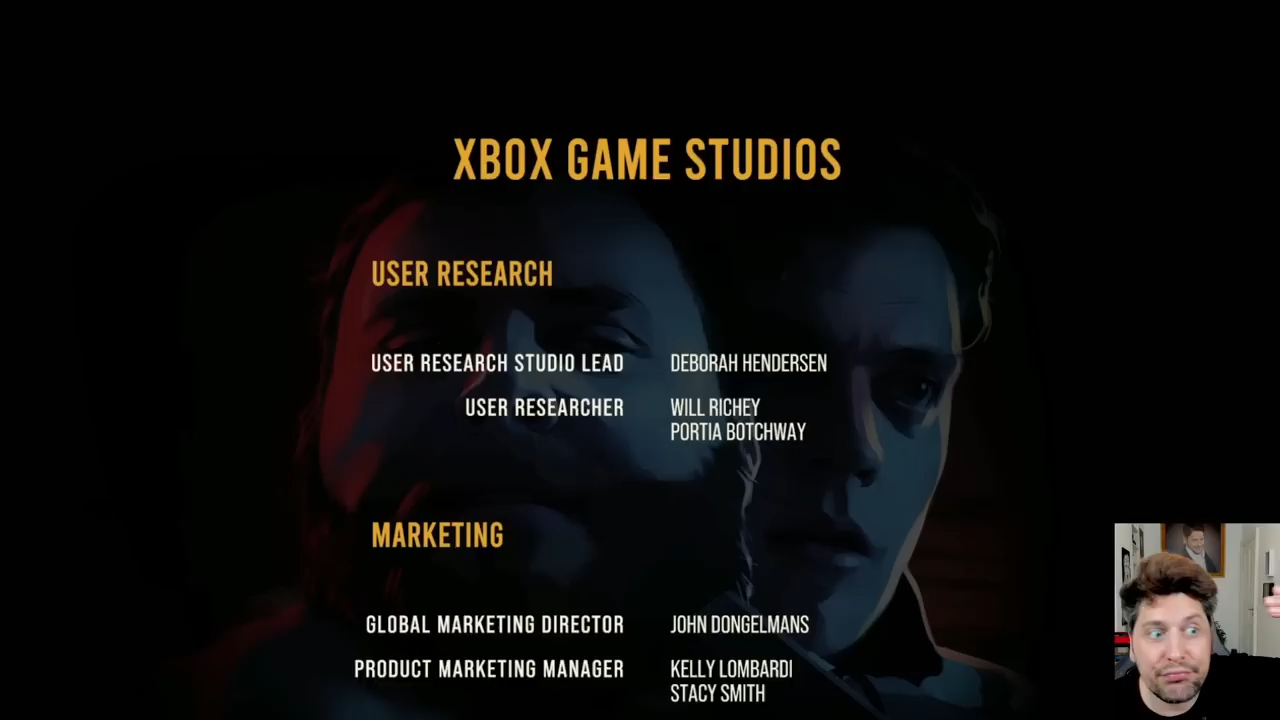 XBOX GAME STUDIOS
USER RESEARCH
USER RESEARCH STUDIO LEAD DEBORAH HENDERSEN
USER RESEARCHER WILL RICHEY
PORTIA BOTCHWAY
MARKETING
GLOBAL MARKETING DIRECTOR JOHN DONGELMANS
PRODUCT MARKETING MANAGER KELLY LOMBARDI
STACY SMITH